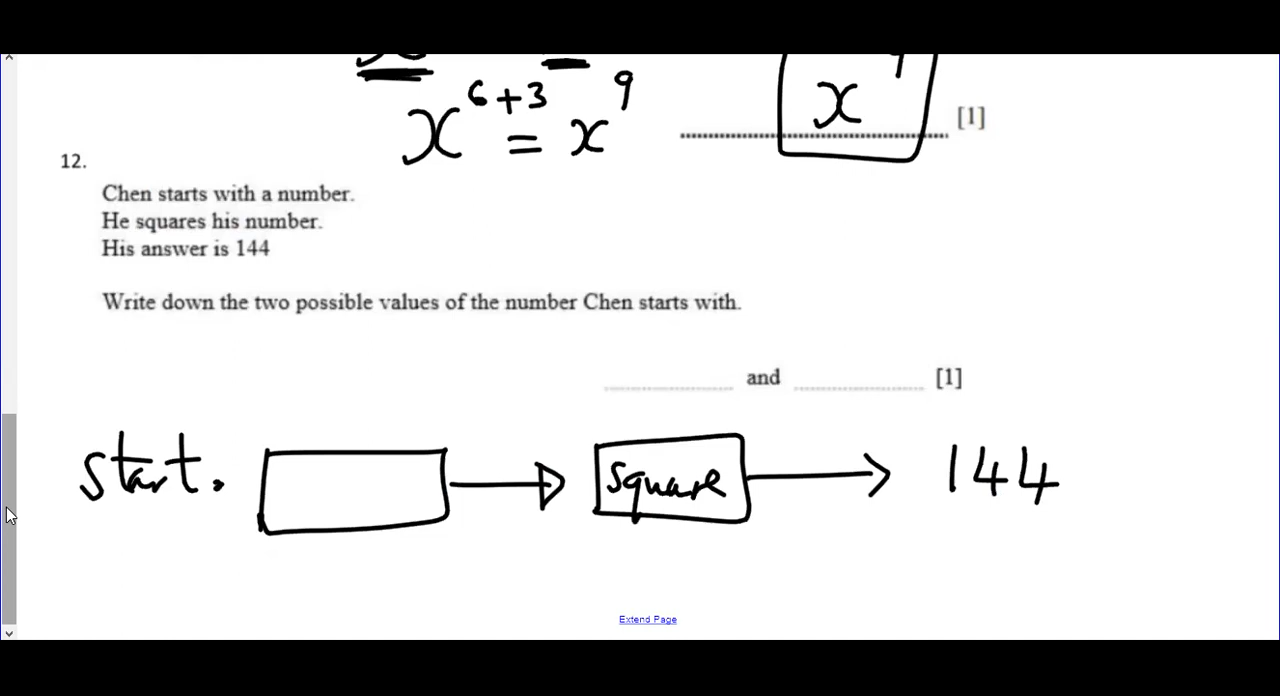 x^6+3 = x^9
x
[1]
12.
Chen starts with a number.
He squares his number.
His answer is 144
Write down the two possible values of the number Chen starts with.
and [1]
start. square 144
Extend Page